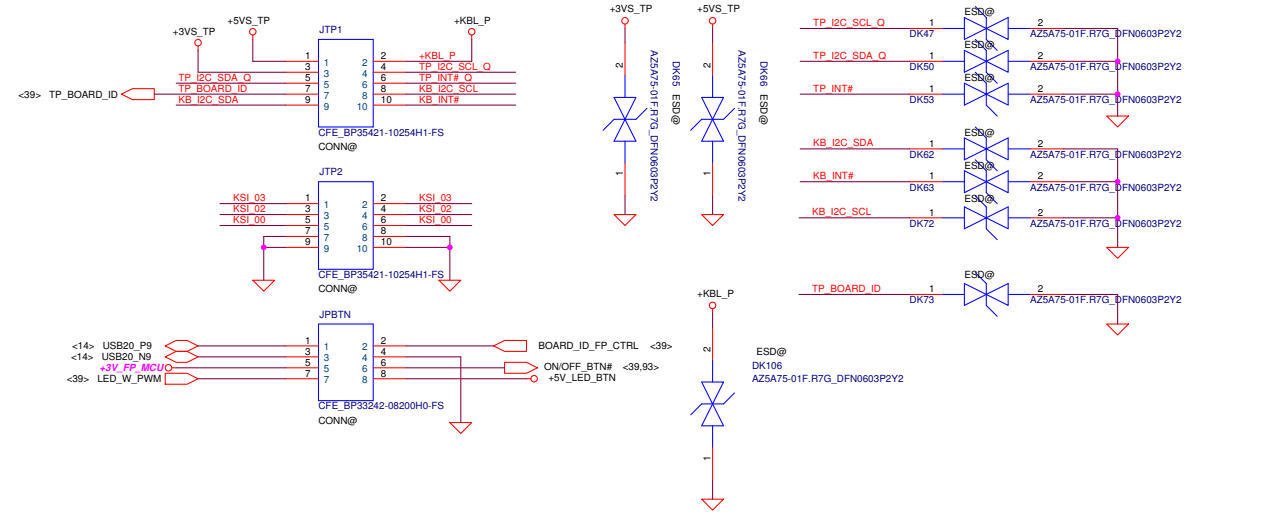 +3VS_TP
+5VS_TP
+KBL_P
JTP1
1 1 2 2 +KBL_P
3 3 4 4 TP_I2C_SCL_Q
TP_I2C_SDA_Q 5 5 6 6 TP_INT#_Q
<39> TP_BOARD_ID TP_BOARD_ID 7 7 8 8 KB_I2C_SCL
KB_I2C_SDA 9 9 10 10 KB_INT#
CFE_BP35421-10254H1-FS
CONN@
JTP2
KSI_03 1 1 2 2 KSI_03
KSI_02 3 3 4 4 KSI_02
KSI_00 5 5 6 6 KSI_00
7 7 8 8
9 9 10 10
CFE_BP35421-10254H1-FS
CONN@
JPBTN
<14> USB20_P9 1 1 2 2 BOARD_ID_FP_CTRL <39>
<14> USB20_N9 3 3 4 4
+3V_FP_MCU 5 5 6 6 ON/OFF_BTN# <39,93>
<39> LED_W_PWM 7 7 8 8 +5V_LED_BTN
CFE_BP33242-08200H0-FS
CONN@
+3VS_TP
2
1
DK65 ESD@
AZ5A75-01F.R7G_DFN0603P2Y2
+5VS_TP
2
1
DK66 ESD@
AZ5A75-01F.R7G_DFN0603P2Y2
+KBL_P
2
1
ESD@
DK106
AZ5A75-01F.R7G_DFN0603P2Y2
ESD@
TP_I2C_SCL_Q 1 2
DK47 AZ5A75-01F.R7G_DFN0603P2Y2
ESD@
TP_I2C_SDA_Q 1 2
DK50 AZ5A75-01F.R7G_DFN0603P2Y2
ESD@
TP_INT# 1 2
DK53 AZ5A75-01F.R7G_DFN0603P2Y2
ESD@
KB_I2C_SDA 1 2
DK62 AZ5A75-01F.R7G_DFN0603P2Y2
ESD@
KB_INT# 1 2
DK63 AZ5A75-01F.R7G_DFN0603P2Y2
ESD@
KB_I2C_SCL 1 2
DK72 AZ5A75-01F.R7G_DFN0603P2Y2
ESD@
TP_BOARD_ID 1 2
DK73 AZ5A75-01F.R7G_DFN0603P2Y2